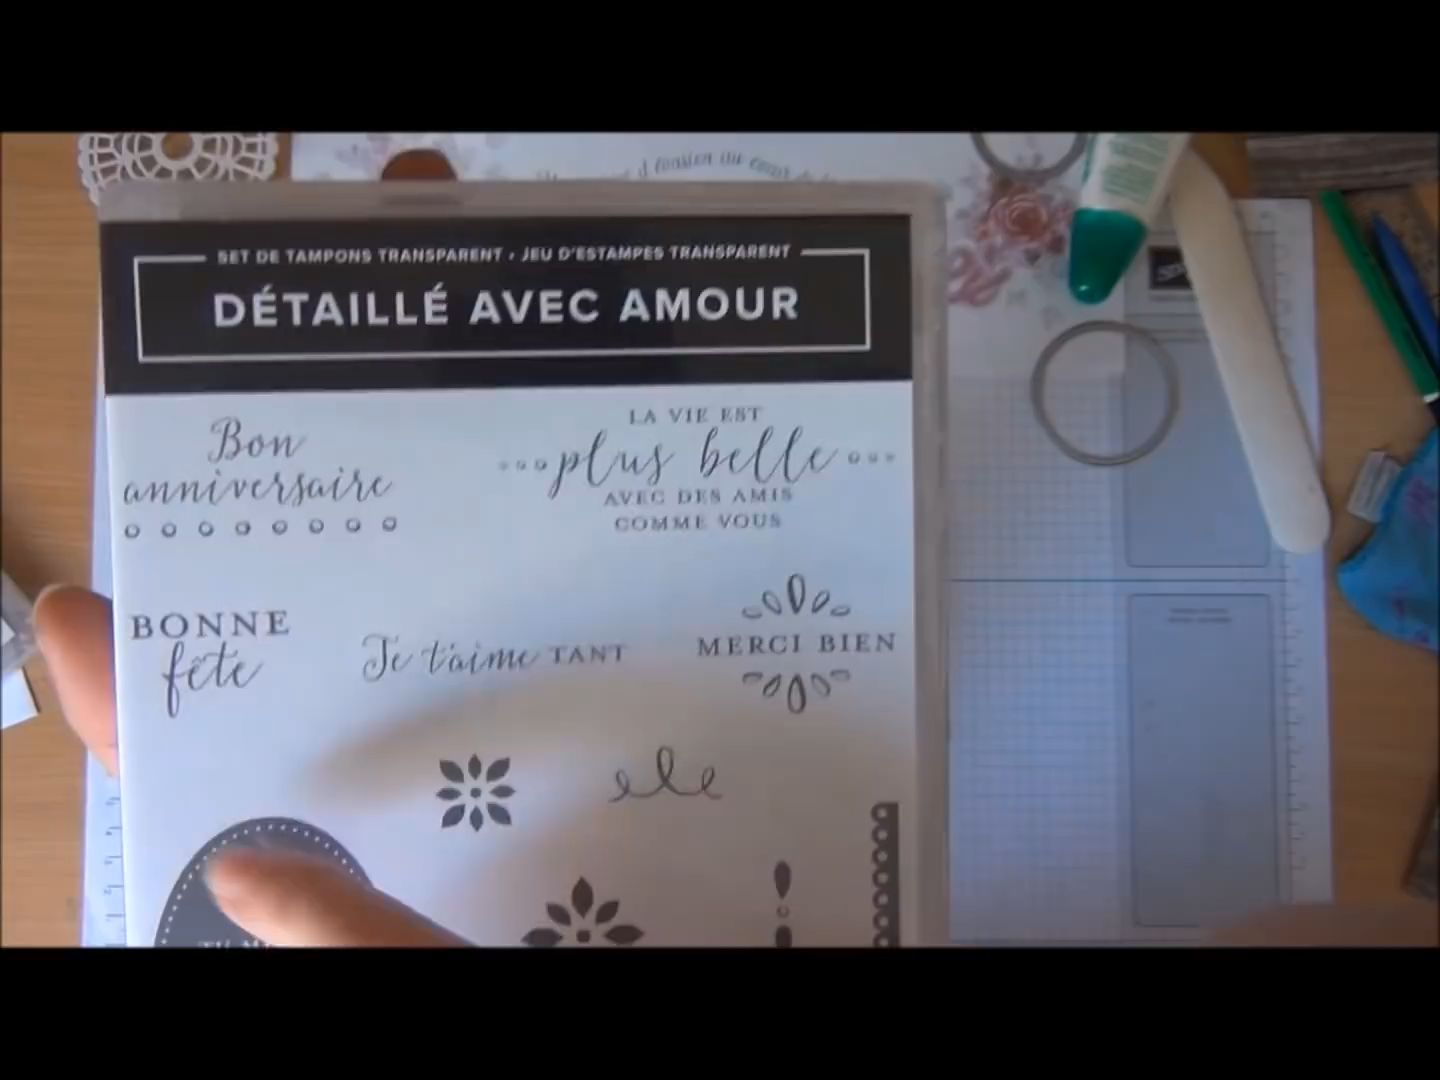 SET DE TAMPONS TRANSPARENT • JEU D'ESTAMPES TRANSPARENT
DÉTAILLÉ AVEC AMOUR
Bon
anniversaire
LA VIE EST
plus belle
AVEC DES AMIS
COMME VOUS
BONNE
fête
Je t'aime TANT
MERCI BIEN